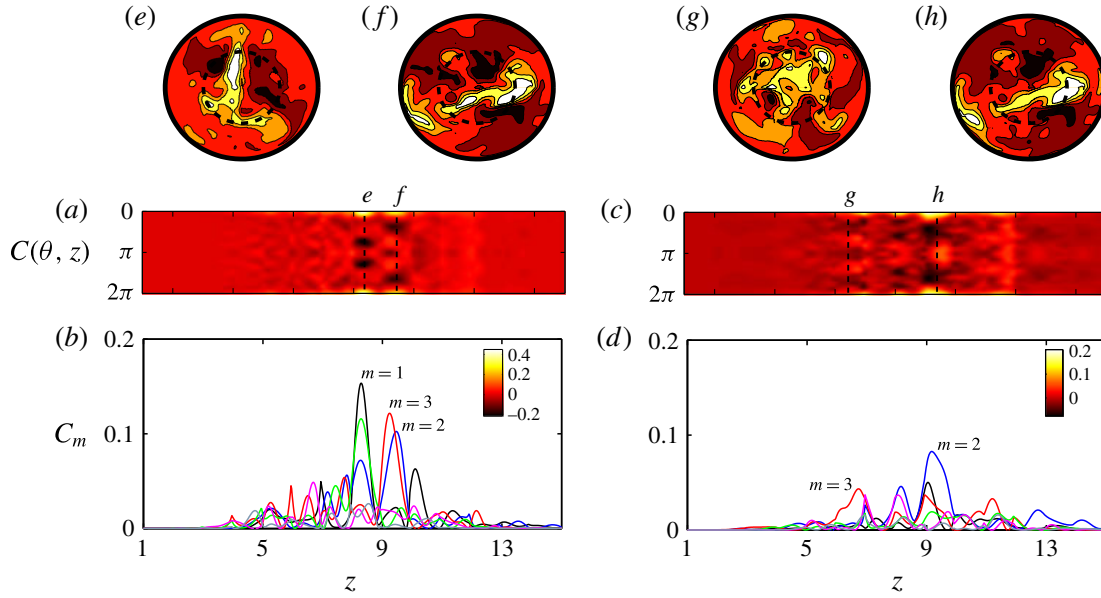 (e) (f) (g) (h)
(a) 0 e f (c) 0 g h
C(θ, z) π π
2π 2π
(b) 0.2 (d) 0.2
0.4 0.2
0.2 0.1
0 0
−0.2
m = 1
m = 3
m = 2 m = 2
C_m 0.1 0.1
m = 3
0 0
1 5 9 13 1 5 9 13
z z